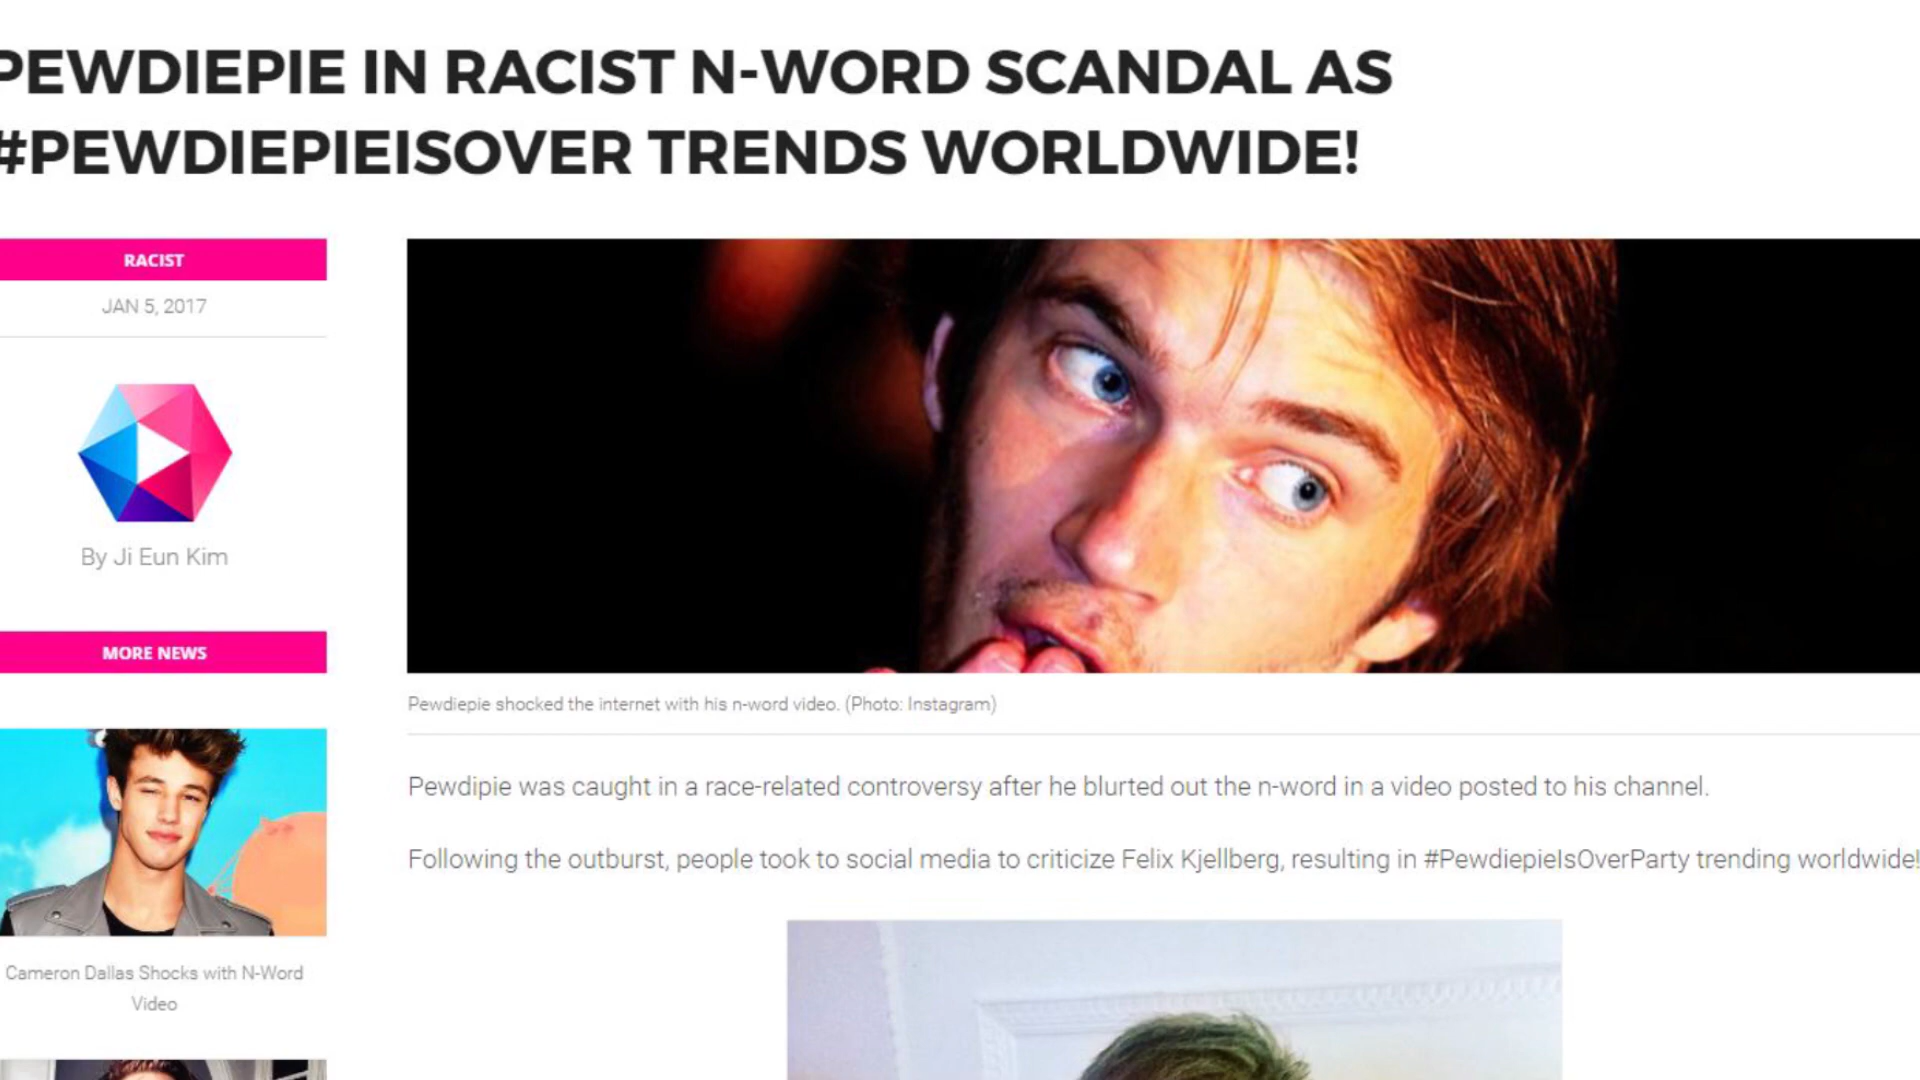 PEWDIEPIE IN RACIST N-WORD SCANDAL AS
#PEWDIEPIEISOVER TRENDS WORLDWIDE!
RACIST
JAN 5, 2017
By Ji Eun Kim
MORE NEWS
Cameron Dallas Shocks with N-Word
Video
Pewdiepie shocked the internet with his n-word video. (Photo: Instagram)
Pewdipie was caught in a race-related controversy after he blurted out the n-word in a video posted to his channel.
Following the outburst, people took to social media to criticize Felix Kjellberg, resulting in #PewdiepieIsOverParty trending worldwide!